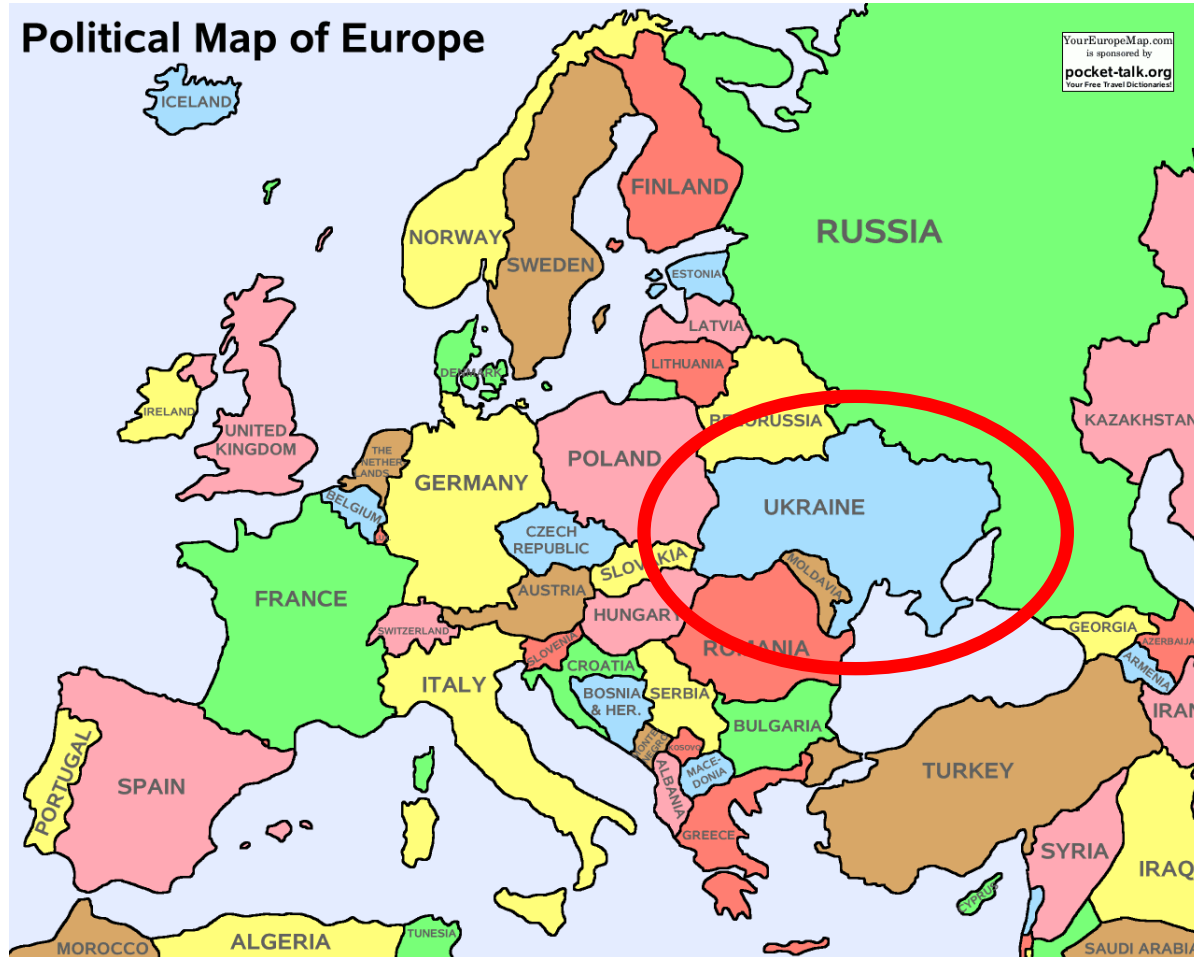 Political Map of Europe
YourEuropeMap.com
is sponsored by
pocket-talk.org
Your Free Travel Dictionaries!
ICELAND
FINLAND
RUSSIA
NORWAY
SWEDEN
ESTONIA
LATVIA
LITHUANIA
DENMARK
IRELAND
UNITED
KINGDOM
BELORUSSIA
KAZAKHSTAN
THE
NETHER
LANDS
POLAND
GERMANY
BELGIUM
UKRAINE
CZECH
REPUBLIC
SLOVAKIA
MOLDAVIA
AUSTRIA
FRANCE
HUNGARY
SWITZERLAND
SLOVENIA
ROMANIA
GEORGIA
AZERBAIJA
ARMENIA
CROATIA
ITALY
BOSNIA
& HER.
SERBIA
IRAN
BULGARIA
MONTE
NEGRO
KOSOVO
MACE-
DONIA
ALBANIA
TURKEY
PORTUGAL
SPAIN
GREECE
SYRIA
IRAQ
CYPRUS
MOROCCO
ALGERIA
TUNESIA
SAUDI ARABIA